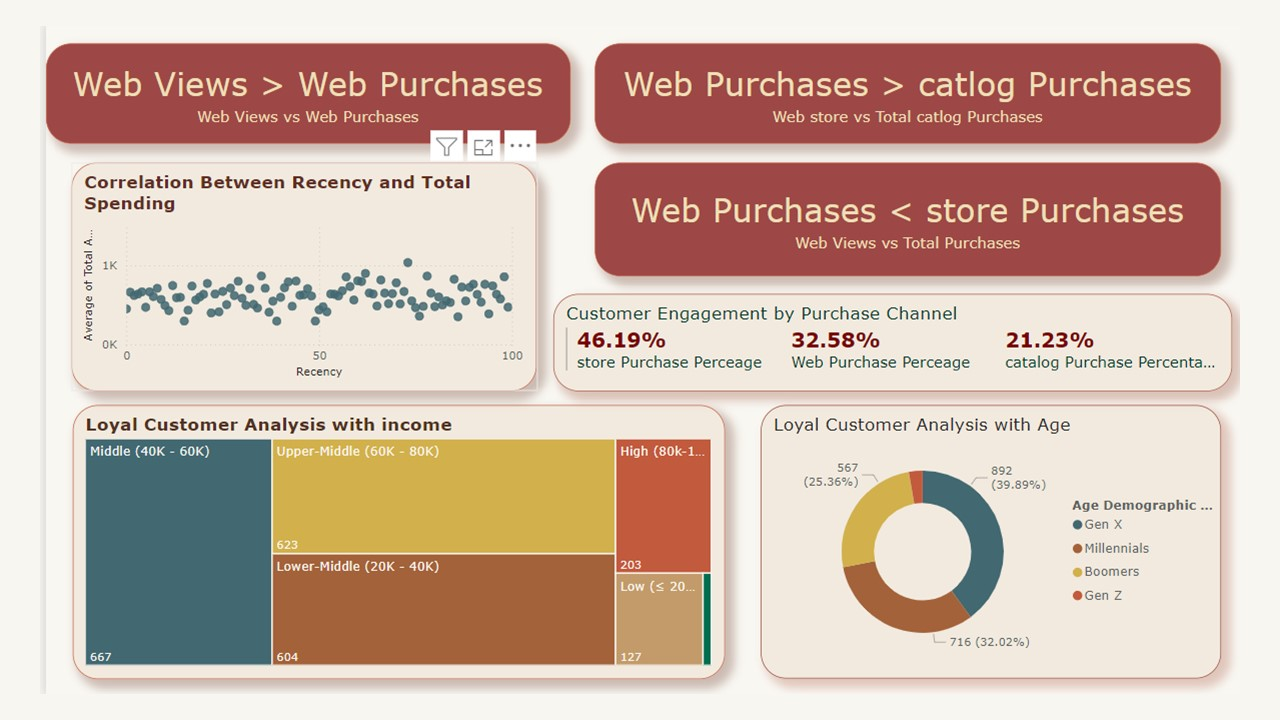 Web Views > Web Purchases
Web Views vs Web Purchases
Web Purchases > catlog Purchases
Web store vs Total catlog Purchases
Correlation Between Recency and Total
Spending
Average of Total A...
1K
0K
0
50
100
Recency
Web Purchases < store Purchases
Web Views vs Total Purchases
Customer Engagement by Purchase Channel
46.19%
store Purchase Perceage
32.58%
Web Purchase Perceage
21.23%
catalog Purchase Percenta...
Loyal Customer Analysis with income
Middle (40K - 60K)
667
Upper-Middle (60K - 80K)
623
Lower-Middle (20K - 40K)
604
High (80k-1...
203
Low (≤ 20...
127
Loyal Customer Analysis with Age
567
(25.36%)
892
(39.89%)
716 (32.02%)
Age Demographic ...
Gen X
Millennials
Boomers
Gen Z